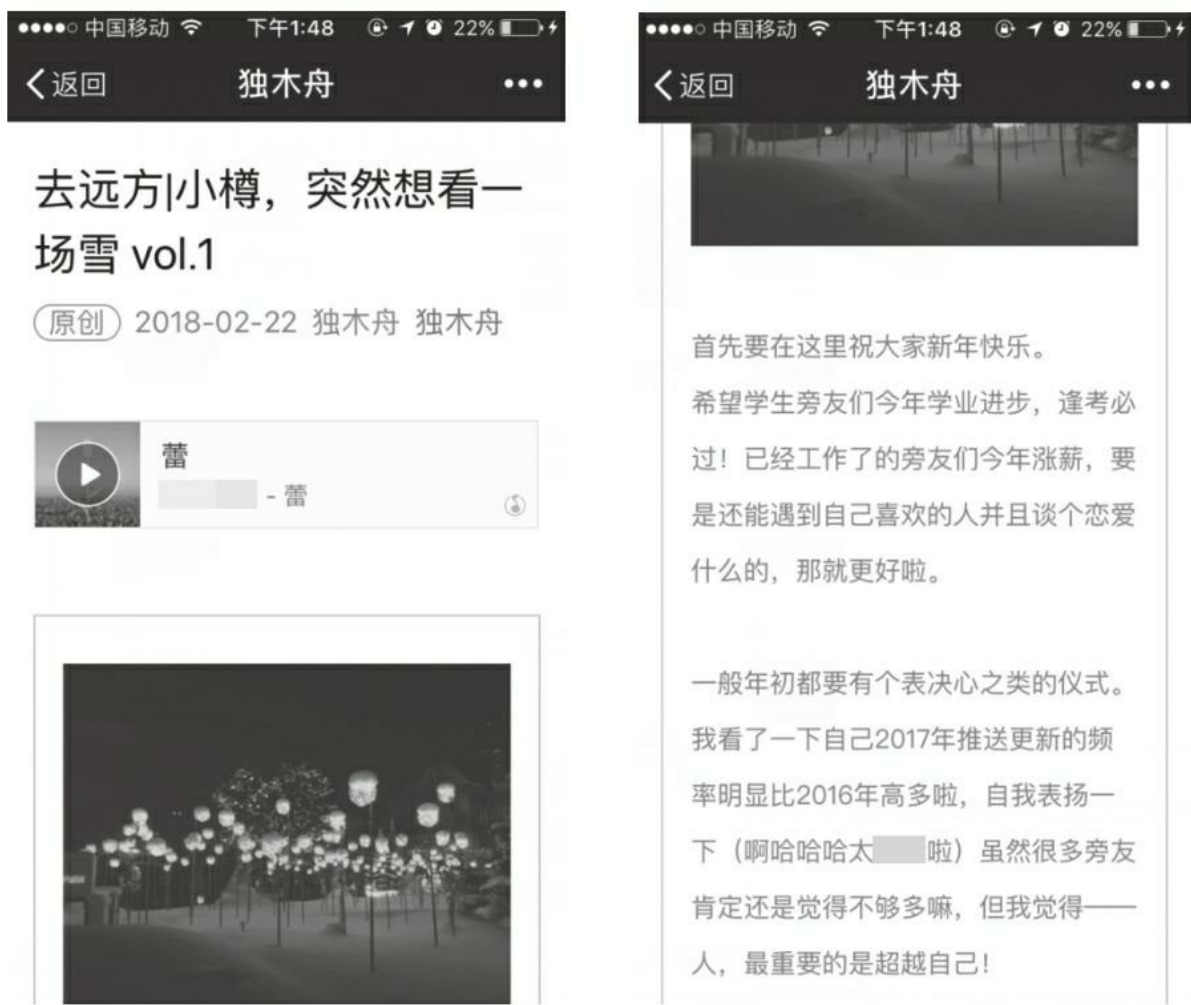 中国移动 下午1:48 22%
返回 独木舟
去远方|小樽，突然想看一
场雪 vol.1
原创 2018-02-22 独木舟 独木舟
蕾
- 蕾
中国移动 下午1:48 22%
返回 独木舟
首先要在这里祝大家新年快乐。
希望学生旁友们今年学业进步，逢考必
过！已经工作了的旁友们今年涨薪，要
是还能遇到自己喜欢的人并且谈个恋爱
什么的，那就更好啦。
一般年初都要有个表决心之类的仪式。
我看了一下自己2017年推送更新的频
率明显比2016年高多啦，自我表扬一
下（啊哈哈哈太 啦）虽然很多旁友
肯定还是觉得不够多嘛，但我觉得——
人，最重要的是超越自己！